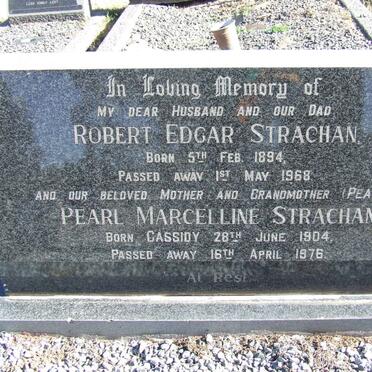 In Loving Memory of
MY DEAR HUSBAND AND OUR DAD
ROBERT EDGAR STRACHAN,
BORN 5TH FEB. 1894,
PASSED AWAY 1ST MAY 1968
AND OUR BELOVED MOTHER AND GRANDMOTHER (PEA
PEARL MARCELLINE STRACHAN
BORN CASSIDY 28TH JUNE 1904,
PASSED AWAY 16TH APRIL 1976.
At Rest